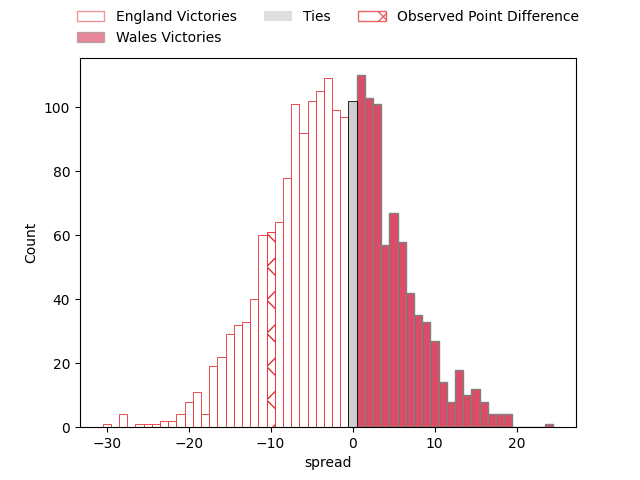 England Victories
Ties
Observed Point Difference
Wales Victories
100
80
60
40
20
0
Count
−30
−20
−10
0
10
20
spread